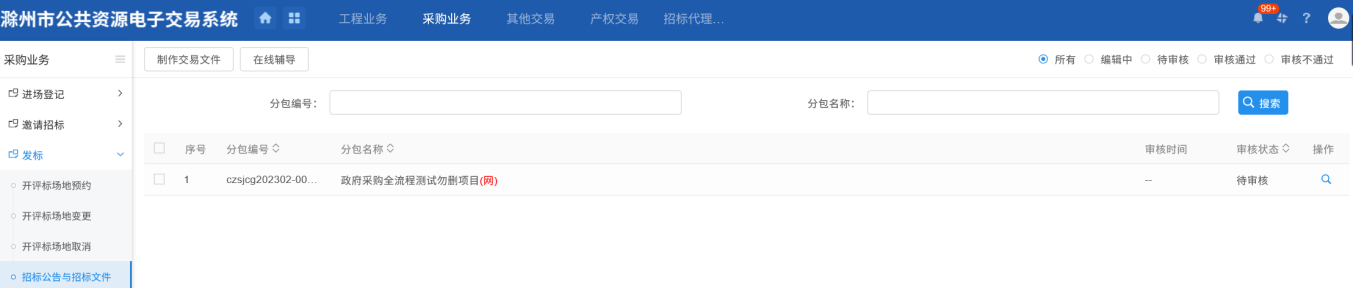 滁州市公共资源电子交易系统 工程业务 采购业务 其他交易 产权交易 招标代理... 99+ ?
采购业务 制作交易文件 在线辅导 所有 编辑中 待审核 审核通过 审核不通过
进场登记
分包编号： 分包名称： 搜索
邀请招标
发标 序号 分包编号 分包名称 审核时间 审核状态 操作
开评标场地预约 1 czsjcg202302-00... 政府采购全流程测试勿删项目(网) -- 待审核
开评标场地变更
开评标场地取消
招标公告与招标文件